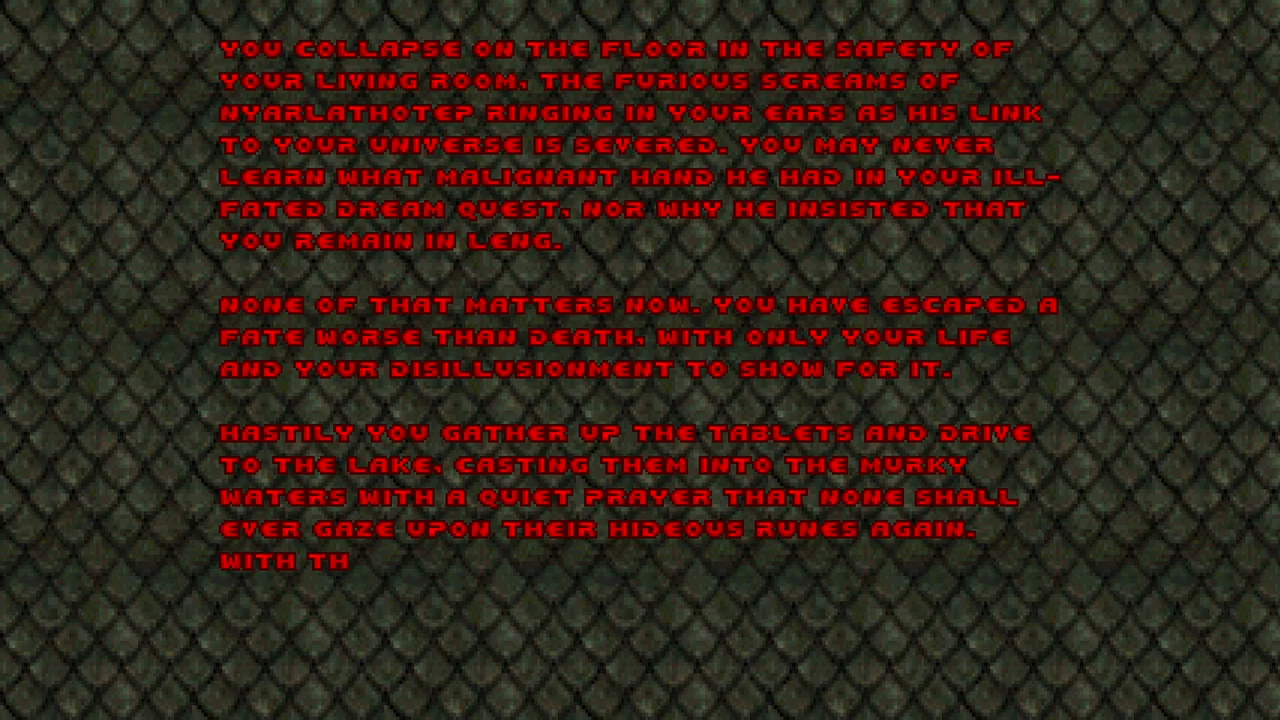 YOU COLLAPSE ON THE FLOOR IN THE SAFETY OF
YOUR LIVING ROOM, THE FURIOUS SCREAMS OF
NYARLATHOTEP RINGING IN YOUR EARS AS HIS LINK
TO YOUR UNIVERSE IS SEVERED. YOU MAY NEVER
LEARN WHAT MALIGNANT HAND HE HAD IN YOUR ILL-
FATED DREAM QUEST, NOR WHY HE INSISTED THAT
YOU REMAIN IN LENG.
NONE OF THAT MATTERS NOW. YOU HAVE ESCAPED A
FATE WORSE THAN DEATH, WITH ONLY YOUR LIFE
AND YOUR DISILLUSIONMENT TO SHOW FOR IT.
HASTILY YOU GATHER UP THE TABLETS AND DRIVE
TO THE LAKE, CASTING THEM INTO THE MURKY
WATERS WITH A QUIET PRAYER THAT NONE SHALL
EVER GAZE UPON THEIR HIDEOUS RUNES AGAIN.
WITH TH